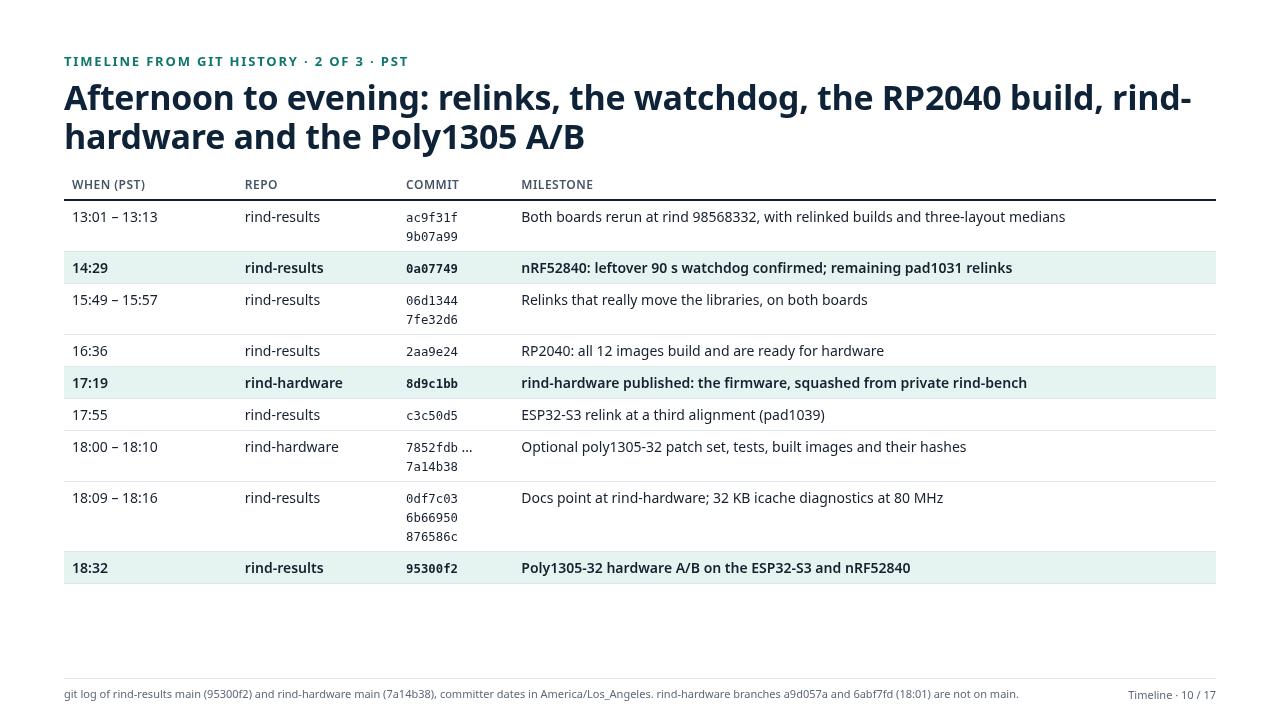 TIMELINE FROM GIT HISTORY · 2 OF 3 · PST
Afternoon to evening: relinks, the watchdog, the RP2040 build, rind-
hardware and the Poly1305 A/B
WHEN (PST) REPO COMMIT MILESTONE
13:01 – 13:13 rind-results ac9f31f Both boards rerun at rind 98568332, with relinked builds and three-layout medians
9b07a99
14:29 rind-results 0a07749 nRF52840: leftover 90 s watchdog confirmed; remaining pad1031 relinks
15:49 – 15:57 rind-results 06d1344 Relinks that really move the libraries, on both boards
7fe32d6
16:36 rind-results 2aa9e24 RP2040: all 12 images build and are ready for hardware
17:19 rind-hardware 8d9c1bb rind-hardware published: the firmware, squashed from private rind-bench
17:55 rind-results c3c50d5 ESP32-S3 relink at a third alignment (pad1039)
18:00 – 18:10 rind-hardware 7852fdb … Optional poly1305-32 patch set, tests, built images and their hashes
7a14b38
18:09 – 18:16 rind-results 0df7c03 Docs point at rind-hardware; 32 KB icache diagnostics at 80 MHz
6b66950
876586c
18:32 rind-results 95300f2 Poly1305-32 hardware A/B on the ESP32-S3 and nRF52840
git log of rind-results main (95300f2) and rind-hardware main (7a14b38), committer dates in America/Los_Angeles. rind-hardware branches a9d057a and 6abf7fd (18:01) are not on main.
Timeline · 10 / 17